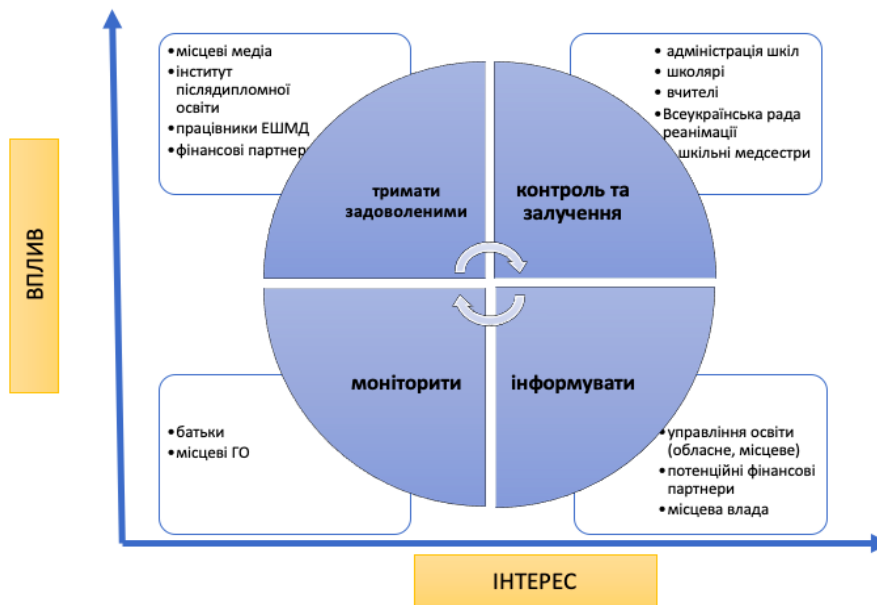 •місцеві медіа
•інститут
післядипломної
освіти
•працівники ЕШМД
•фінансові партнери
• адміністрація шкіл
• школярі
• вчителі
• Всеукраїнська рада
реанімації
шкільні медсестри
тримати
задоволеними
контроль та
залучення
ВПЛИВ
моніторити
інформувати
•батьки
•місцеві ГО
•управління освіти
(обласне, місцеве)
•потенційні фінансові
партнери
•місцева влада
ІНТЕРЕС